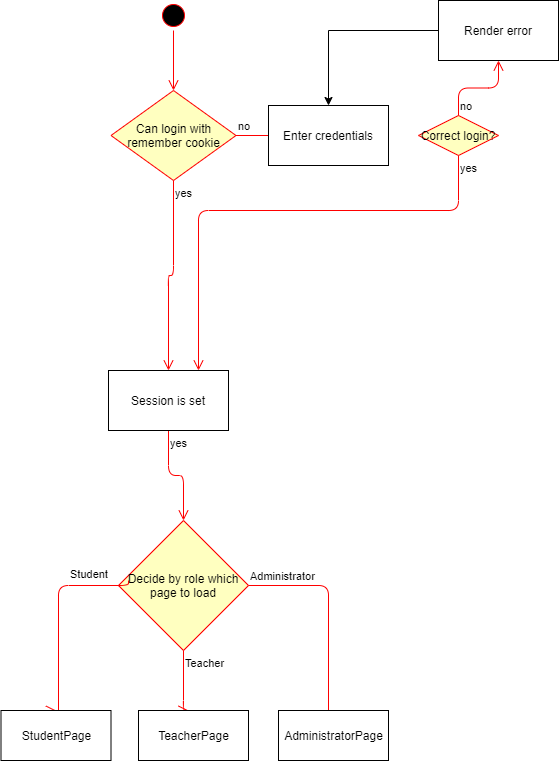 Render error
Can login with
remember cookie
no
Enter credentials
no
Correct login?
yes
yes
Session is set
yes
Decide by role which
page to load
Student
Administrator
Teacher
StudentPage
TeacherPage
AdministratorPage